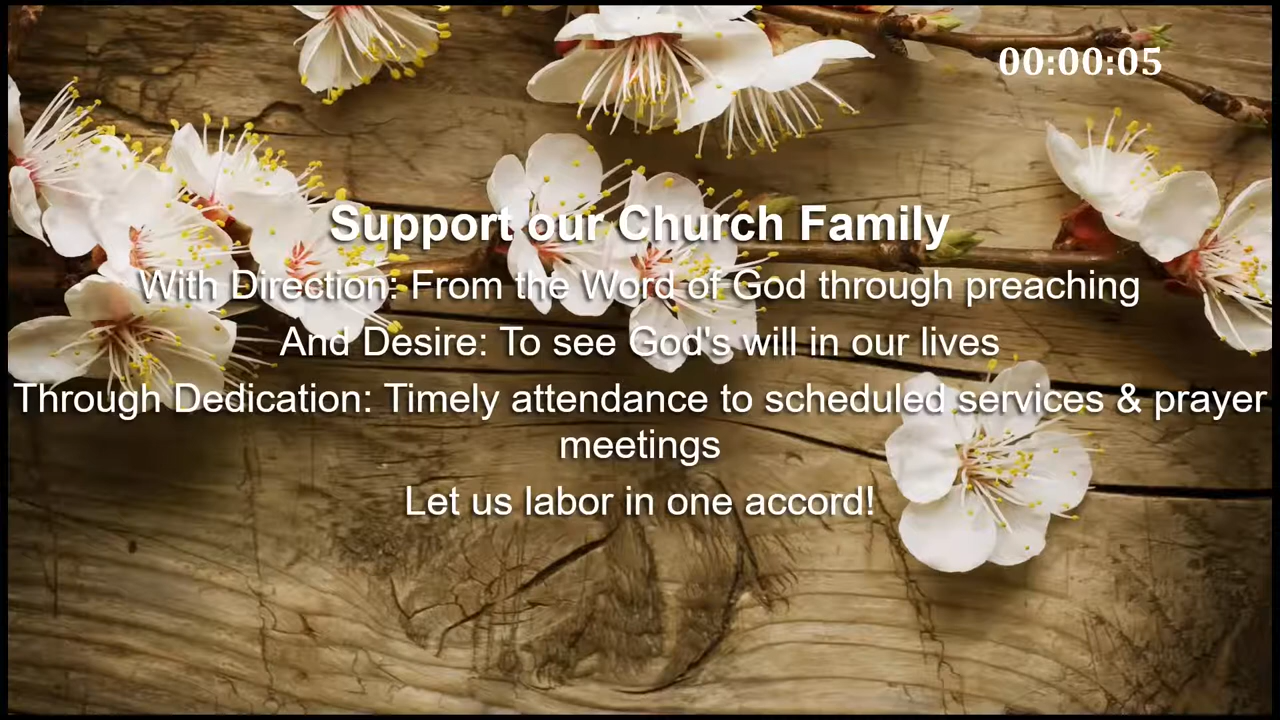 00:00:05
Support our Church Family
With Direction: From the Word of God through preaching
And Desire: To see God's will in our lives
Through Dedication: Timely attendance to scheduled services & prayer
meetings
Let us labor in one accord!